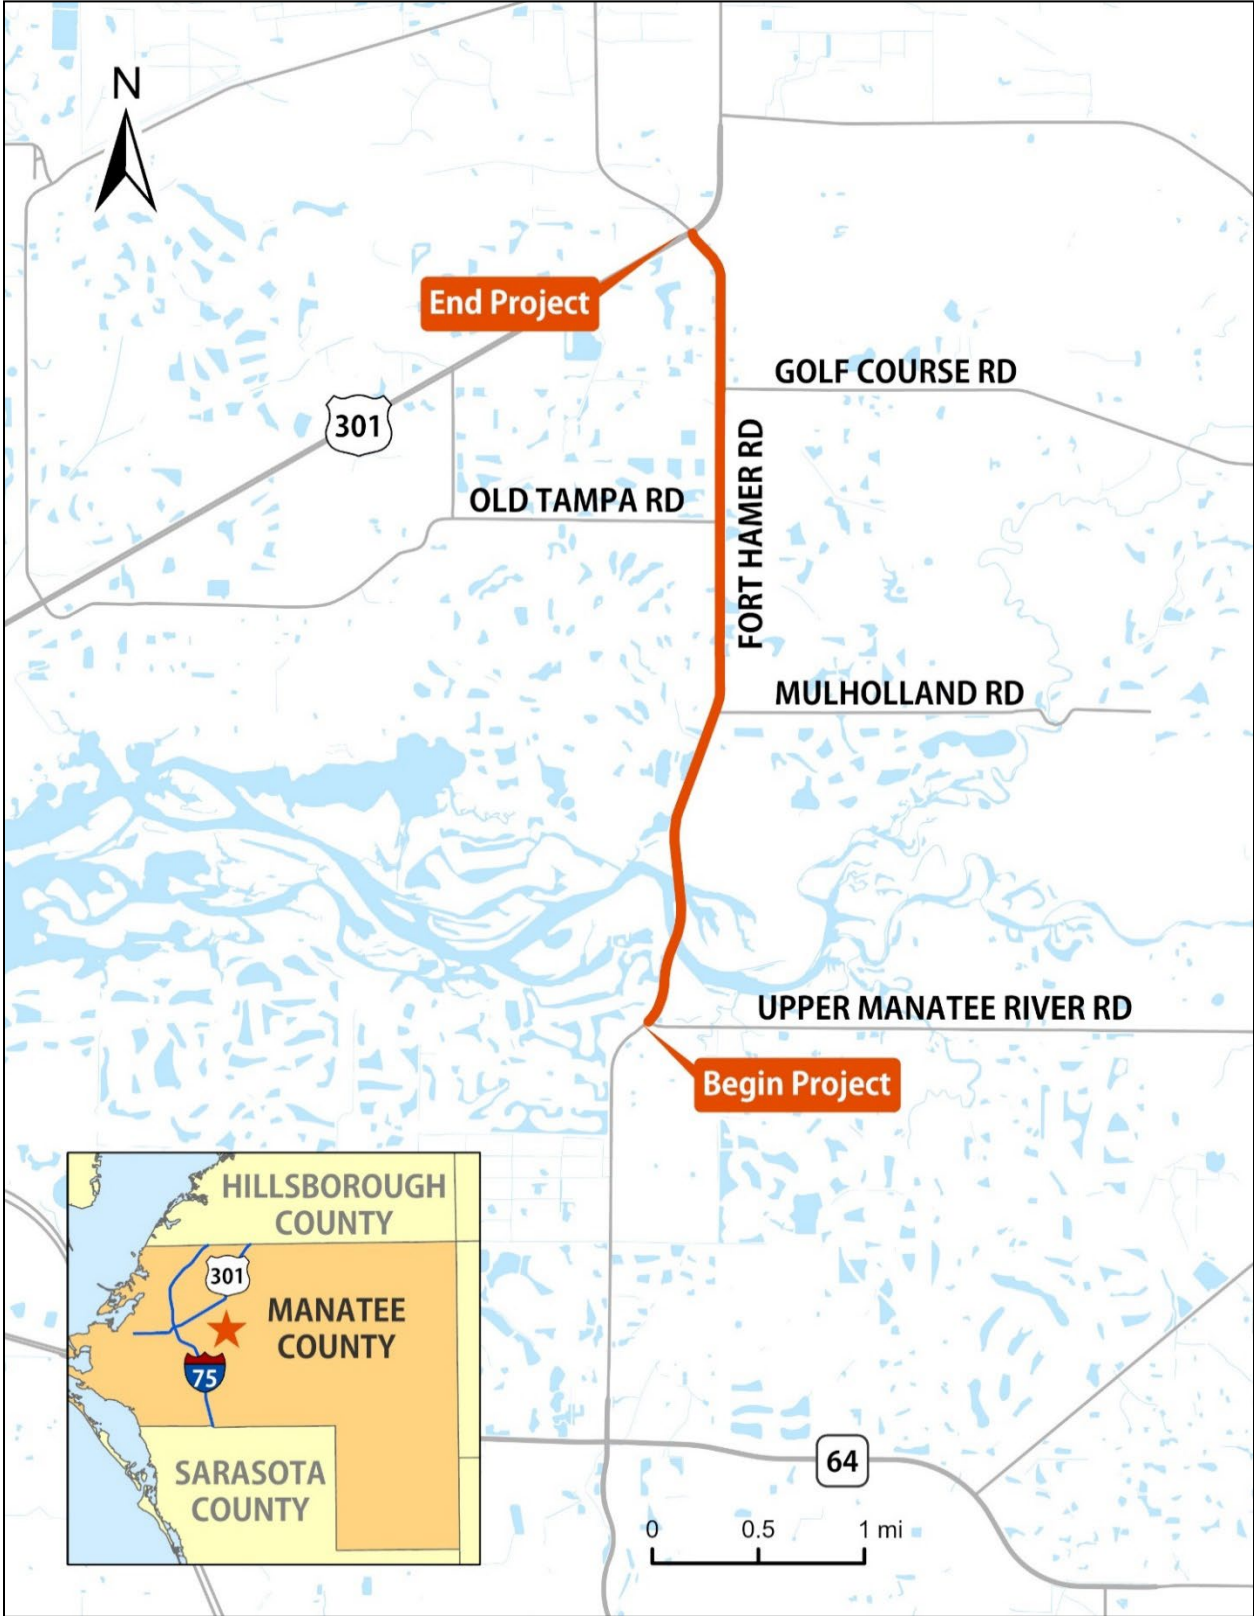 N
End Project
GOLF COURSE RD
301
FORT HAMER RD
OLD TAMPA RD
MULHOLLAND RD
UPPER MANATEE RIVER RD
Begin Project
HILLSBOROUGH
COUNTY
301
MANATEE
COUNTY
75
SARASOTA
COUNTY
64
0 0.5 1 mi